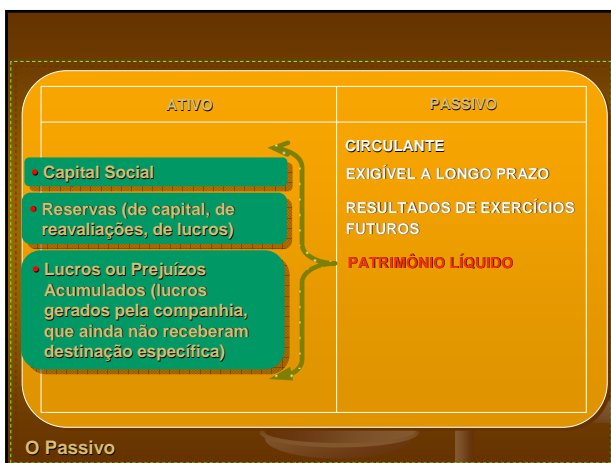 ATIVO
PASSIVO
• Capital Social
• Reservas (de capital, de
reavaliações, de lucros)
• Lucros ou Prejuízos
Acumulados (lucros
gerados pela companhia,
que ainda não receberam
destinação específica)
CIRCULANTE
EXIGÍVEL A LONGO PRAZO
RESULTADOS DE EXERCÍCIOS
FUTUROS
PATRIMÔNIO LÍQUIDO
O Passivo